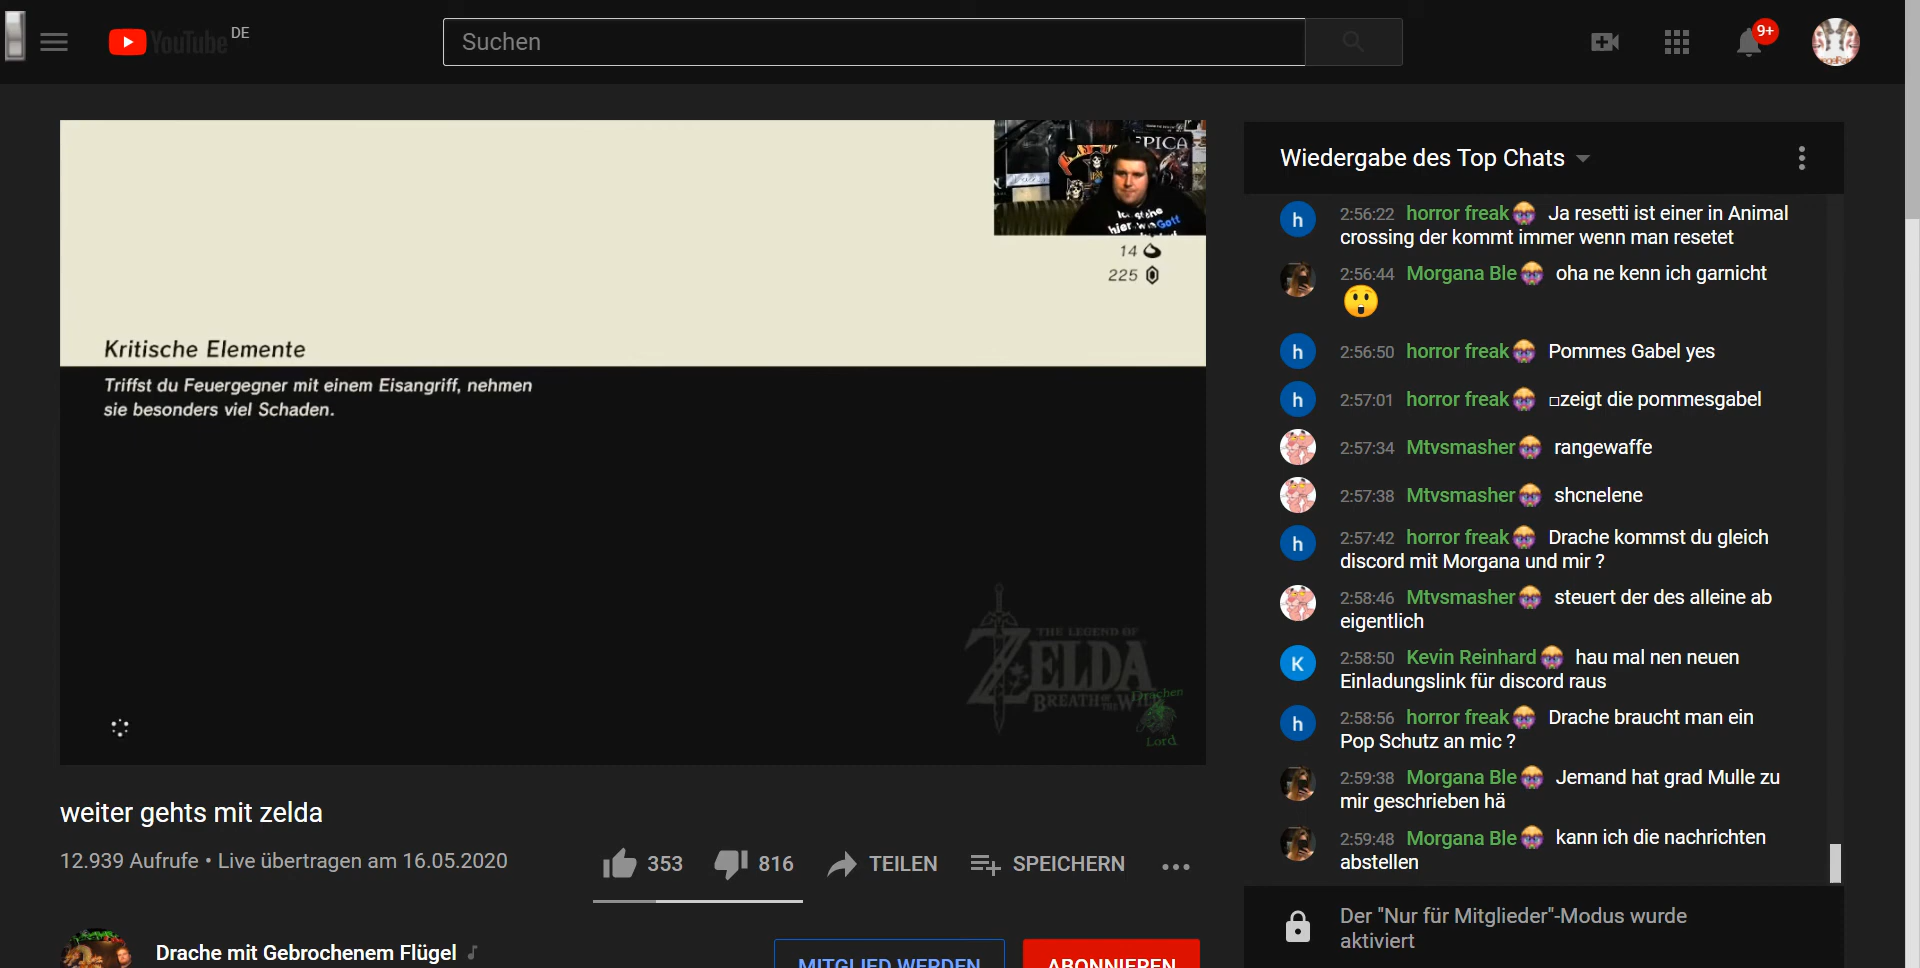 YouTube DE
Suchen
9+
EPICA
14
225
Kritische Elemente
Triffst du Feuergegner mit einem Eisangriff, nehmen
sie besonders viel Schaden.
THE LEGEND OF
ZELDA
BREATH OF THE WILD
Drachen
Lord
weiter gehts mit zelda
12.939 Aufrufe • Live übertragen am 16.05.2020
353
816
TEILEN
SPEICHERN
Drache mit Gebrochenem Flügel
MITGLIED WERDEN
ABONNIEREN
Wiedergabe des Top Chats
2:56:22 horror freak Ja resetti ist einer in Animal
crossing der kommt immer wenn man resetet
2:56:44 Morgana Ble oha ne kenn ich garnicht
2:56:50 horror freak Pommes Gabel yes
2:57:01 horror freak zeigt die pommesgabel
2:57:34 Mtvsmasher rangewaffe
2:57:38 Mtvsmasher shcnelene
2:57:42 horror freak Drache kommst du gleich
discord mit Morgana und mir ?
2:58:46 Mtvsmasher steuert der des alleine ab
eigentlich
2:58:50 Kevin Reinhard hau mal nen neuen
Einladungslink für discord raus
2:58:56 horror freak Drache braucht man ein
Pop Schutz an mic ?
2:59:38 Morgana Ble Jemand hat grad Mulle zu
mir geschrieben hä
2:59:48 Morgana Ble kann ich die nachrichten
abstellen
Der "Nur für Mitglieder"-Modus wurde
aktiviert